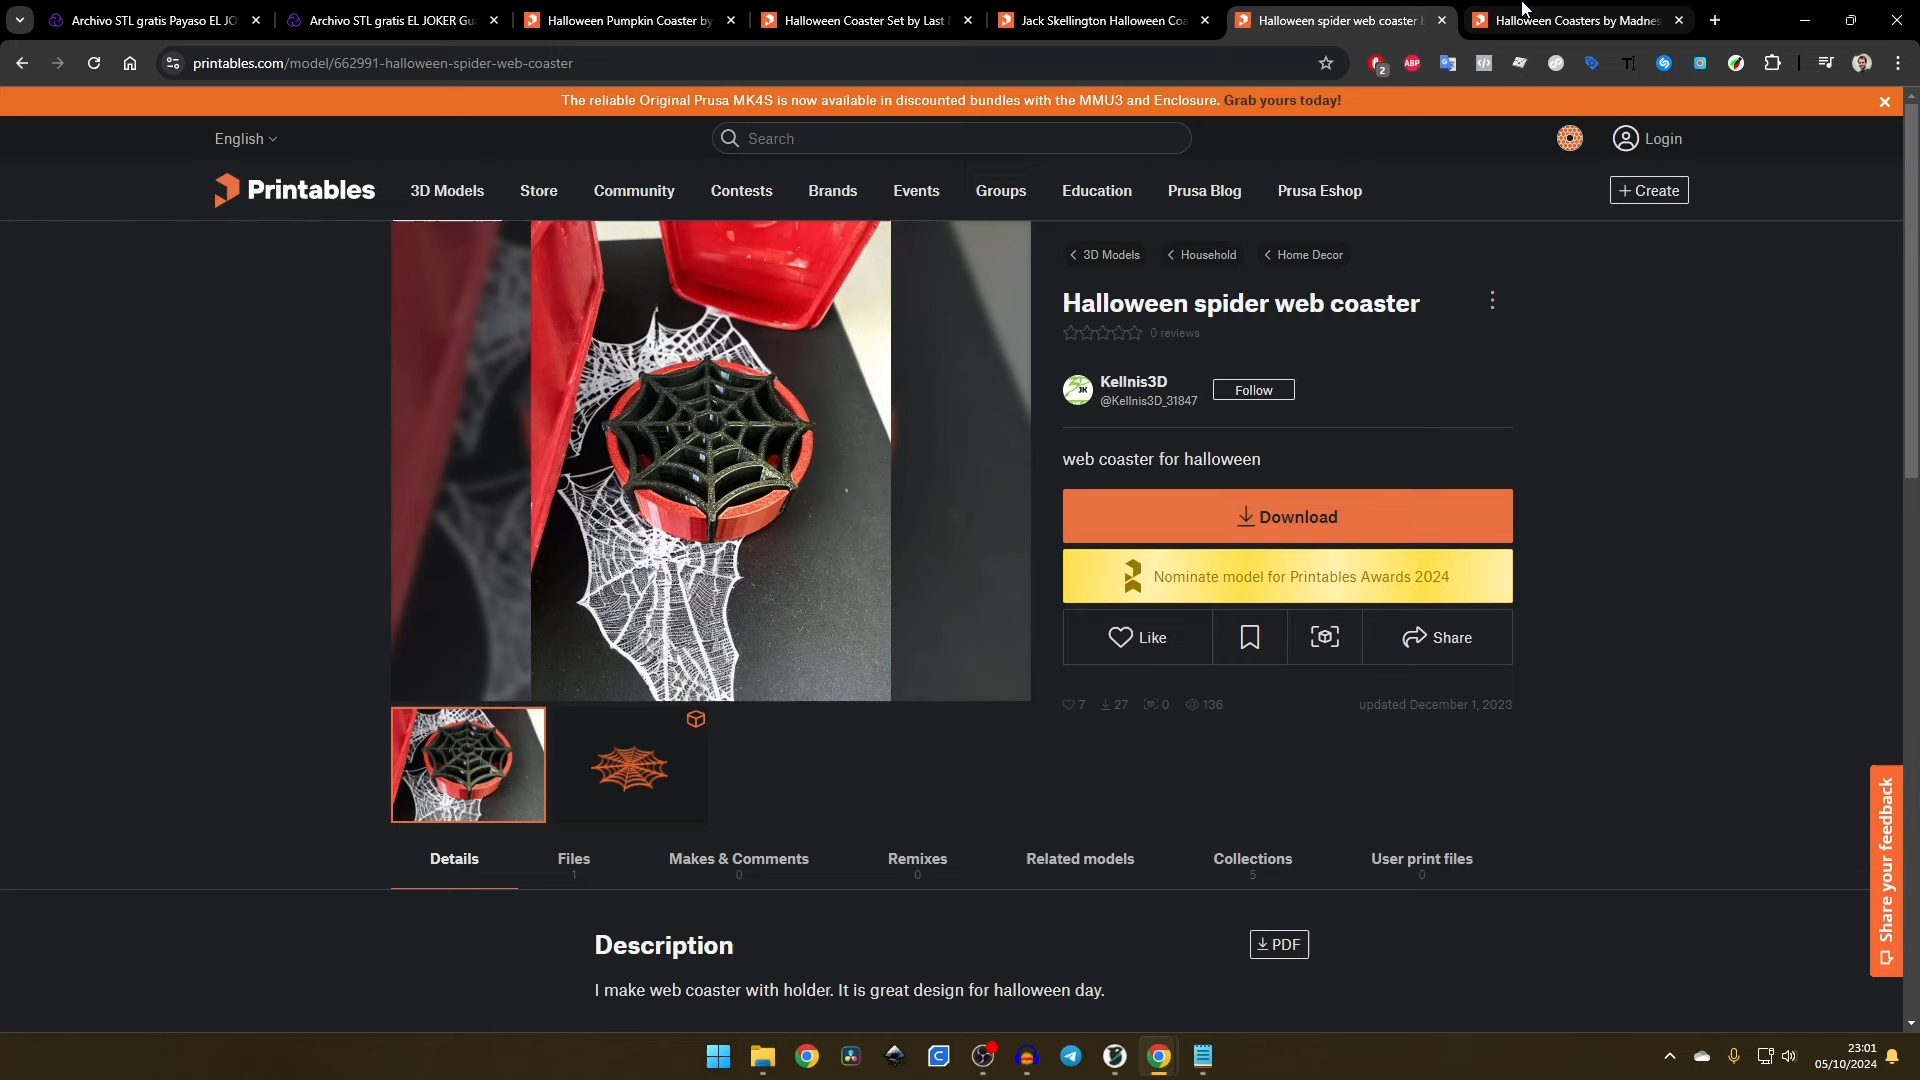 Archivo STL gratis Payaso EL JO
Archivo STL gratis EL JOKER Gu
Halloween Pumpkin Coaster by
Halloween Coaster Set by Last
Jack Skellington Halloween Co
Halloween spider web coaster
Halloween Coasters by Madnes
printables.com/model/662991-halloween-spider-web-coaster
2
ABP
The reliable Original Prusa MK4S is now available in discounted bundles with the MMU3 and Enclosure. Grab yours today!
English
Search
Login
Printables
3D Models
Store
Community
Contests
Brands
Events
Groups
Education
Prusa Blog
Prusa Eshop
+ Create
3D Models
Household
Home Decor
Halloween spider web coaster
0 reviews
JK
Kellnis3D
@Kellnis3D_31847
Follow
web coaster for halloween
Download
Nominate model for Printables Awards 2024
Like
Share
7
27
0
136
updated December 1, 2023
Share your feedback
Details
Files
1
Makes & Comments
0
Remixes
0
Related models
Collections
5
User print files
0
Description
PDF
I make web coaster with holder. It is great design for halloween day.
23:01
05/10/2024